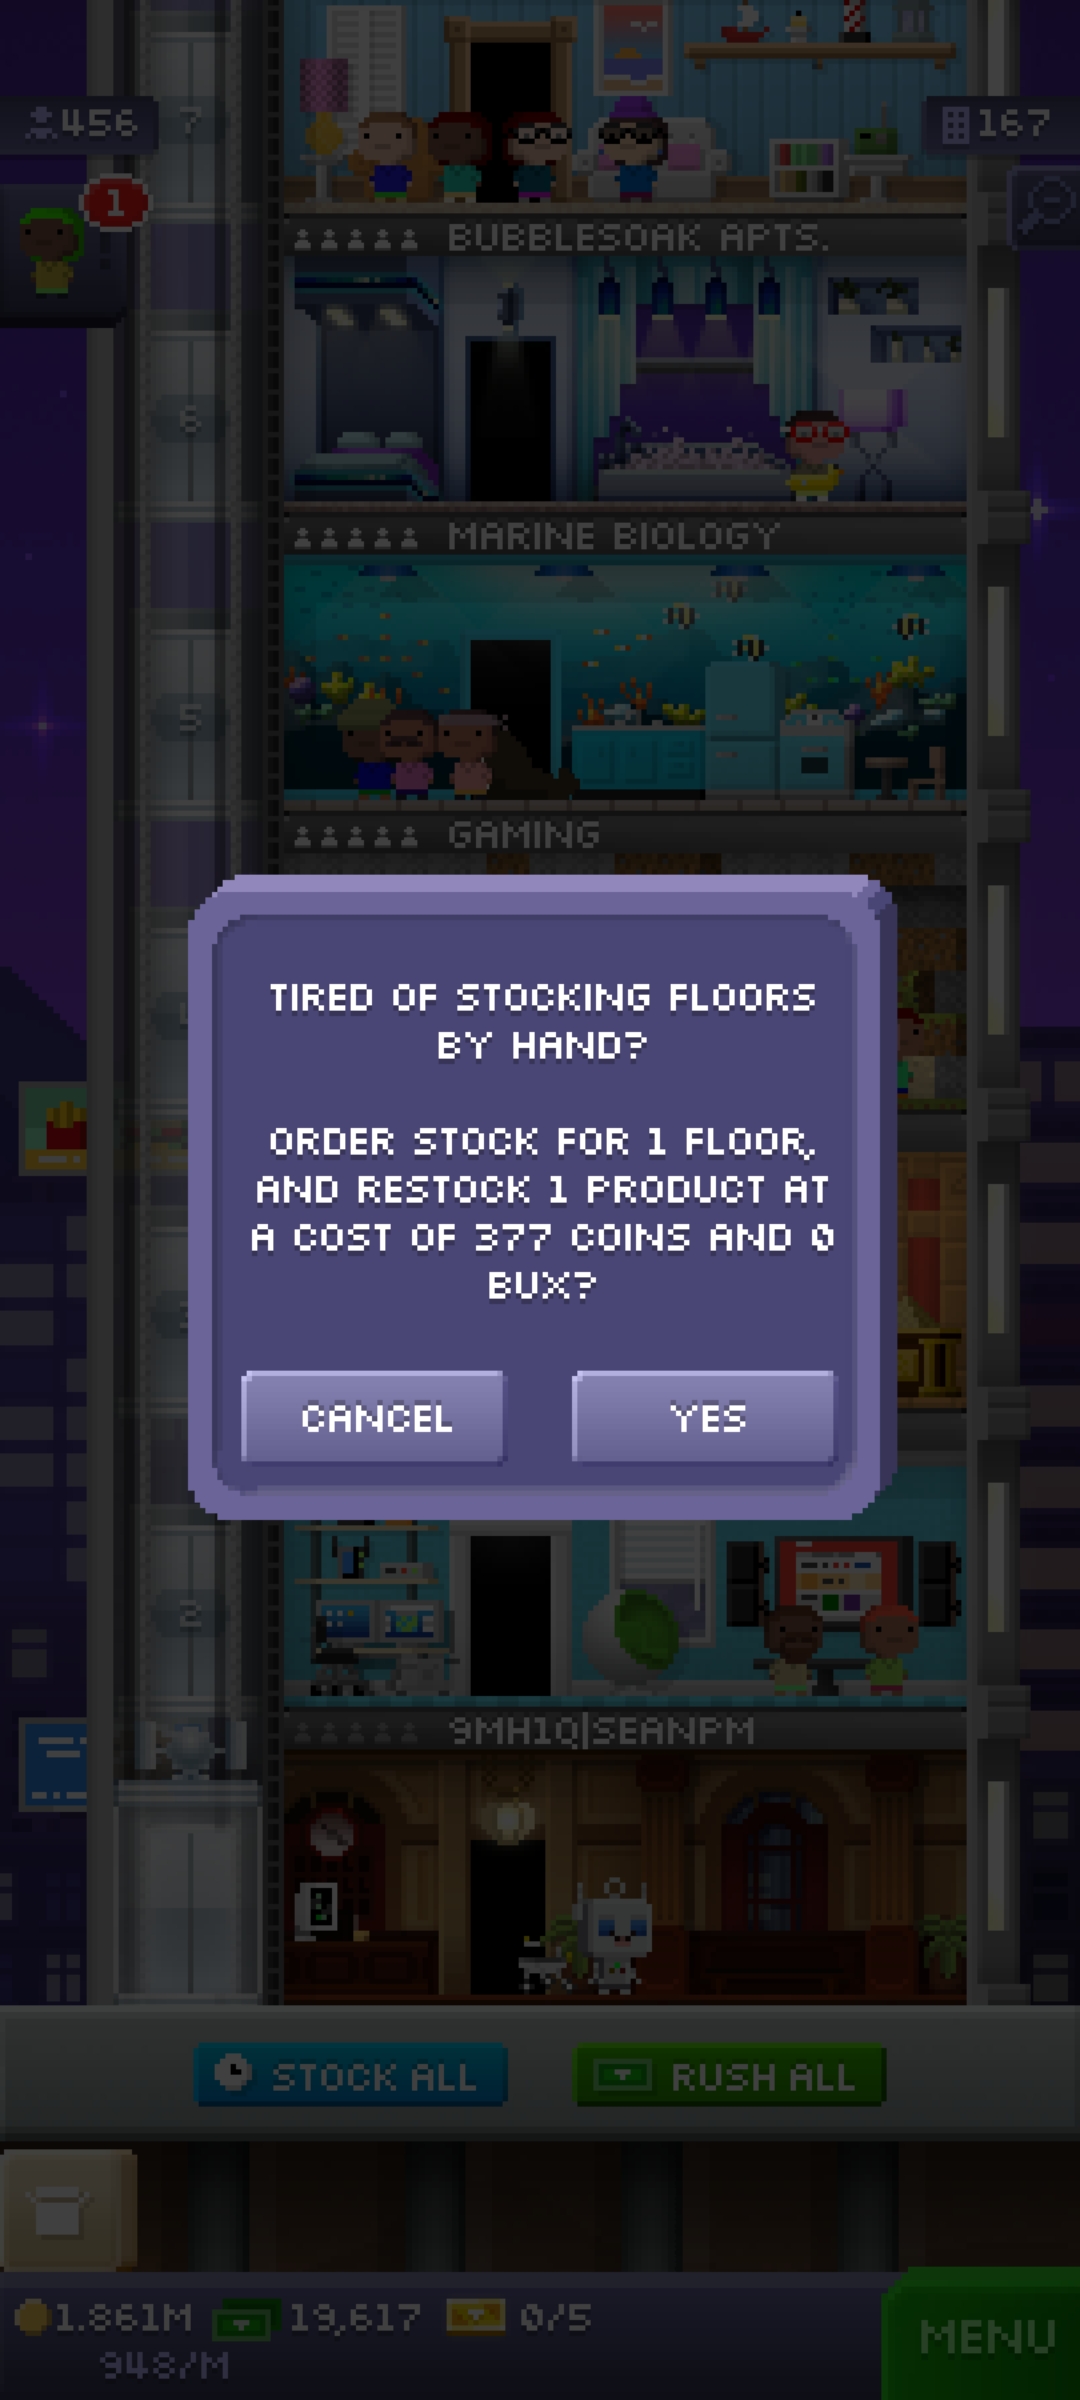 456
7
167
1
BUBBLESOAK APTS.
6
MARINE BIOLOGY
5
GAMING
TIRED OF STOCKING FLOORS
BY HAND?
ORDER STOCK FOR 1 FLOOR,
AND RESTOCK 1 PRODUCT AT
A COST OF 377 COINS AND 0
BUX?
CANCEL
YES
2
9MH1Q|SEANPM
STOCK ALL
RUSH ALL
1.861M
19,617
0/5
948/M
MENU